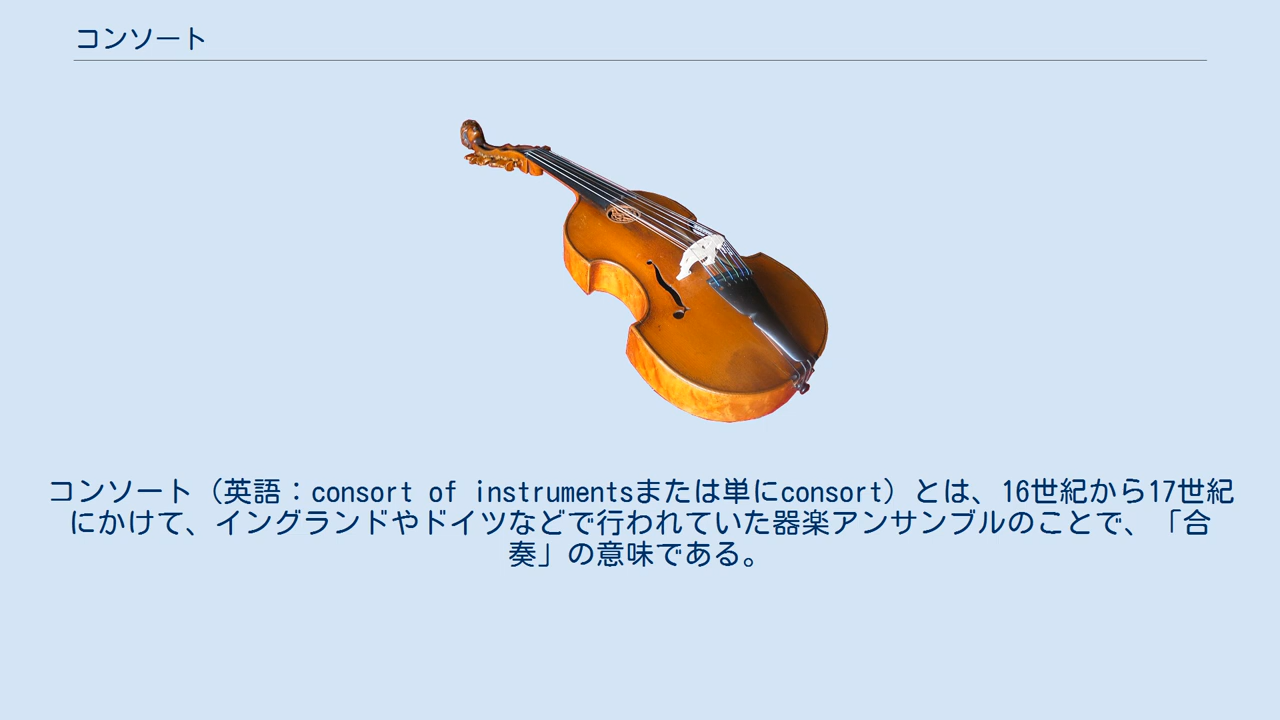 コンソート
コンソート（英語：consort of instrumentsまたは単にconsort）とは、16世紀から17世紀
にかけて、イングランドやドイツなどで行われていた器楽アンサンブルのことで、「合
奏」の意味である。